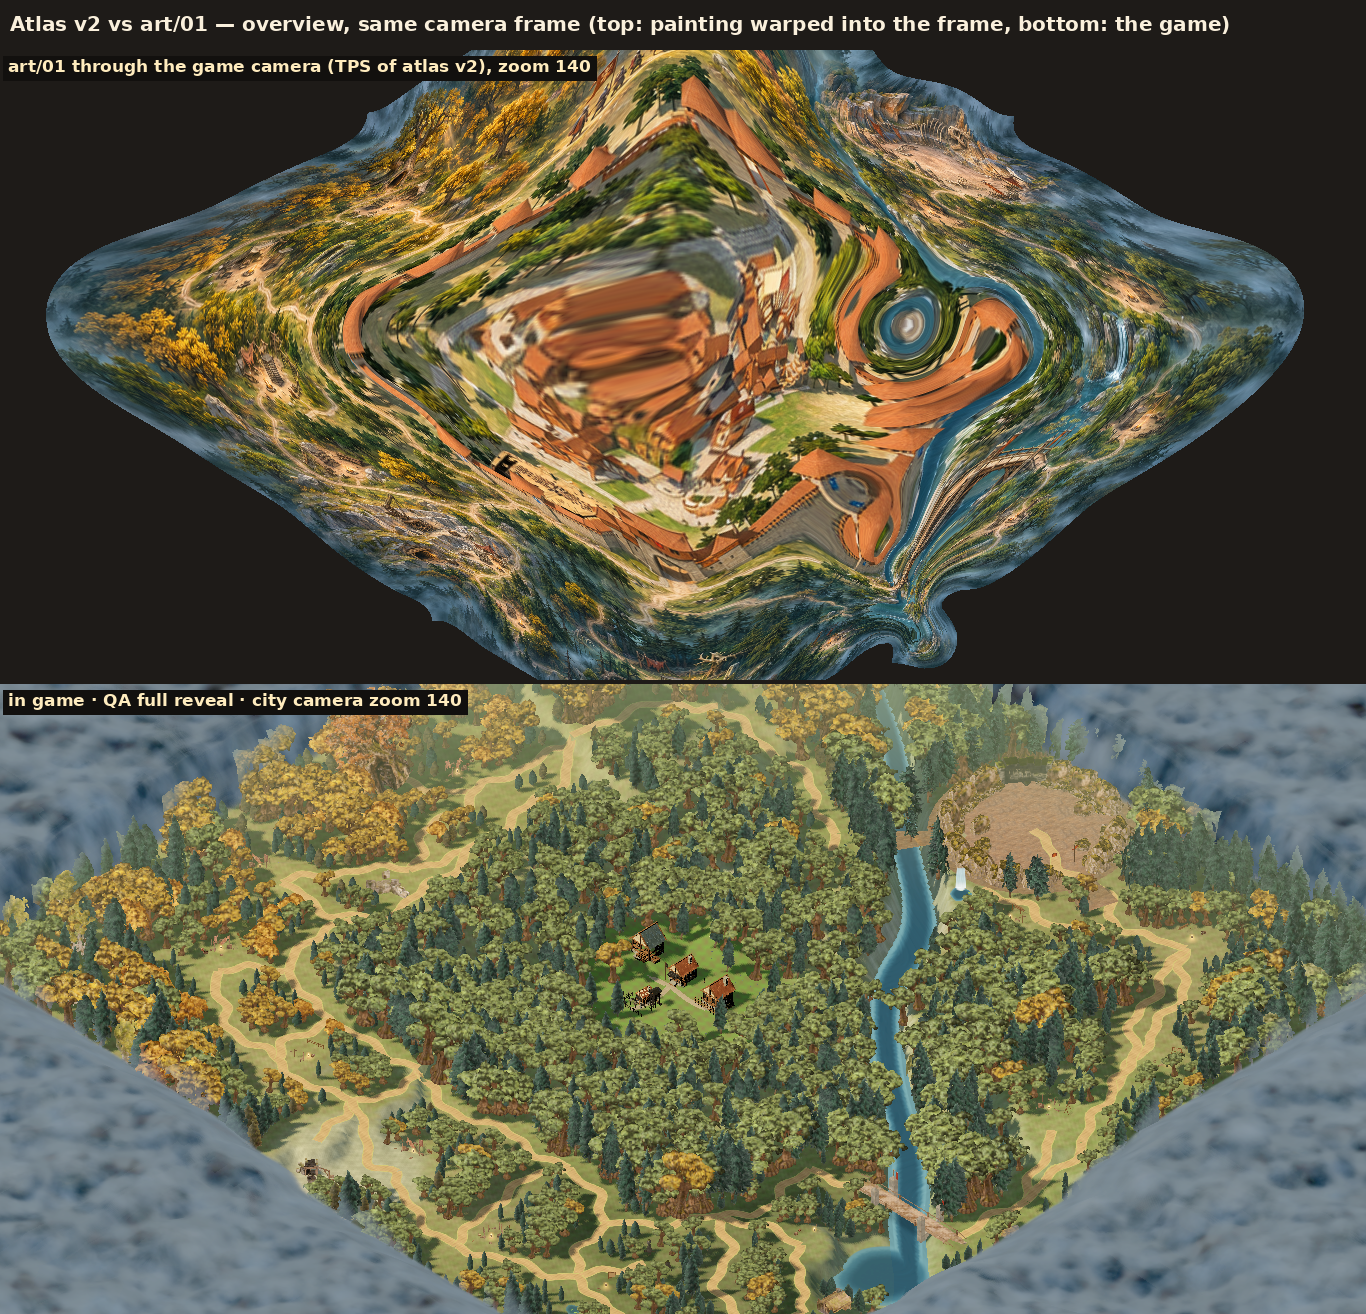 Atlas v2 vs art/01 — overview, same camera frame (top: painting warped into the frame, bottom: the game)
art/01 through the game camera (TPS of atlas v2), zoom 140
in game · QA full reveal · city camera zoom 140